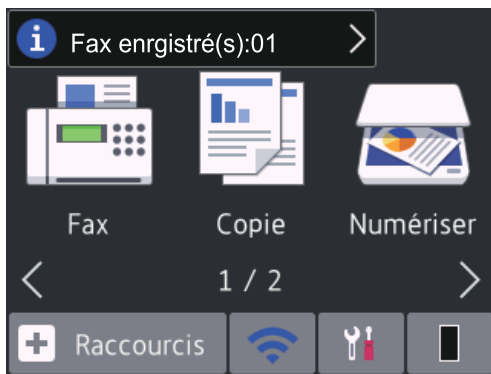 Fax enrgistré(s):01
Fax
Copie
Numériser
1 / 2
Raccourcis